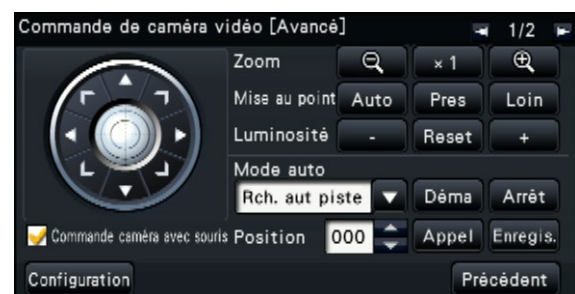 Commande de caméra vidéo [Avancé] 1/2
Zoom × 1
Mise au point Auto Pres Loin
Luminosité - Reset +
Mode auto
Rch. aut piste Déma Arrêt
Commande caméra avec souris Position 000 Appel Enregis.
Configuration Précédent